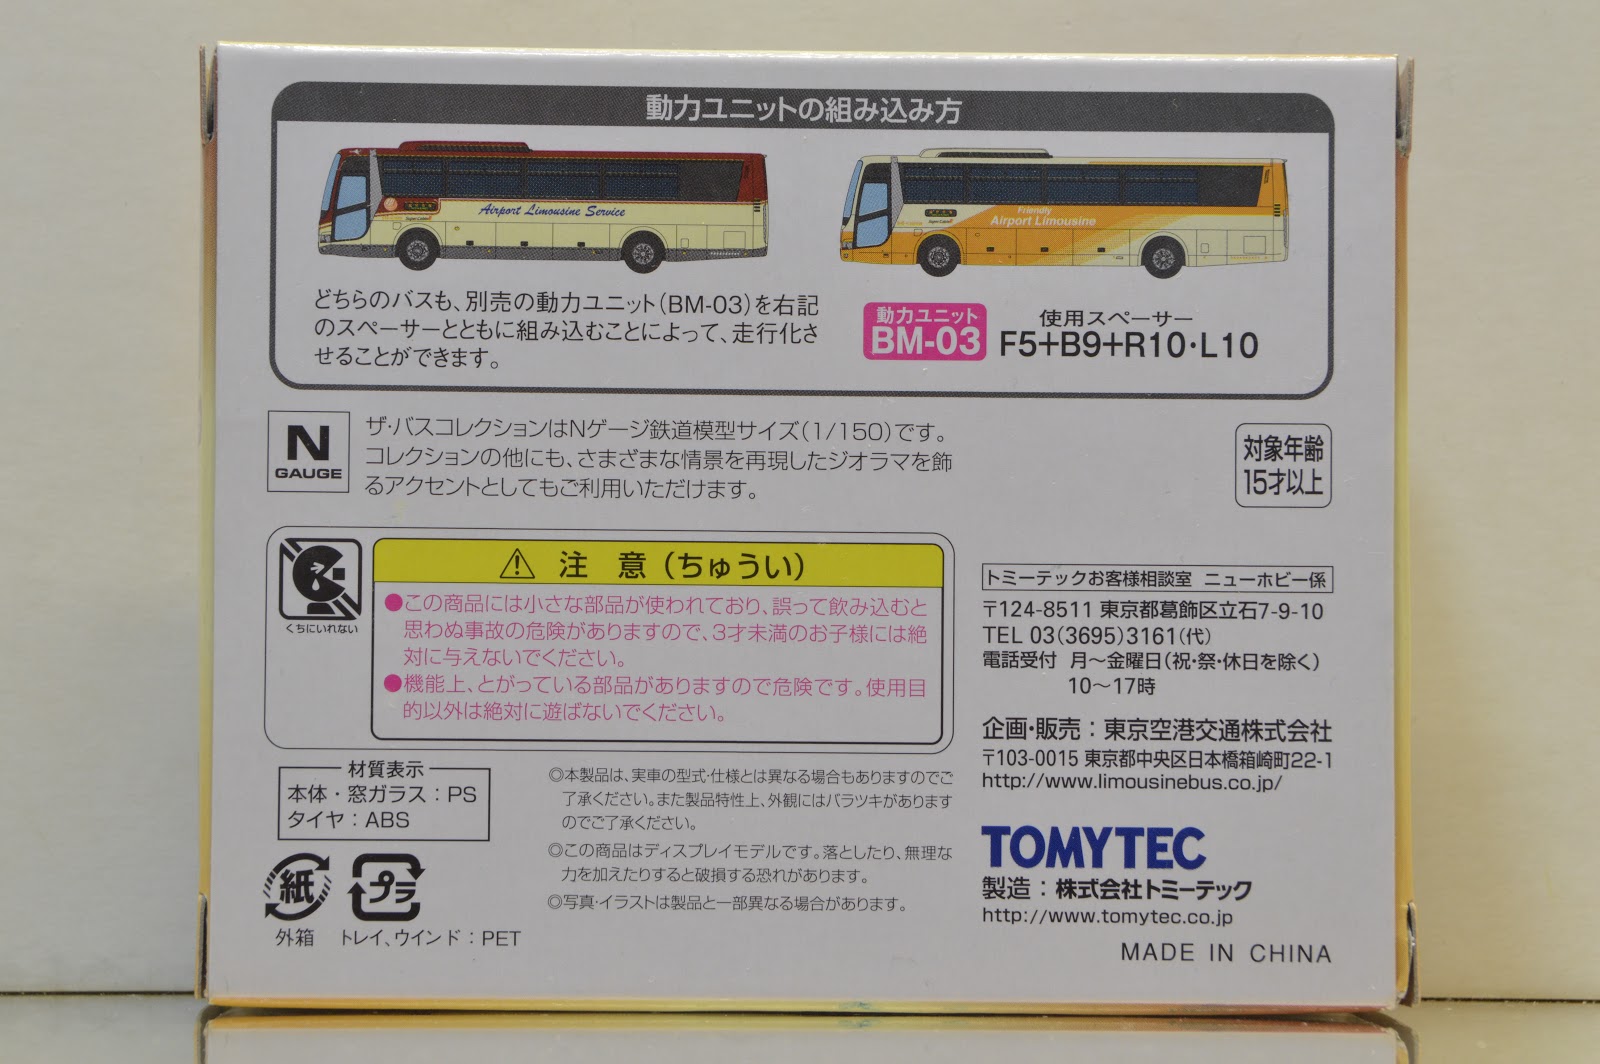 動力ユニットの組み込み方
Airport Limousine Service
Friendly
Airport Limousine
どちらのバスも、別売の動力ユニット(BM-03)を右記
のスペーサーとともに組み込むことによって、走行化さ
せることができます。
動力ユニット
BM-03
使用スペーサー
F5+B9+R10・L10
N
GAUGE
ザ・バスコレクションはNゲージ鉄道模型サイズ(1/150)です。
コレクションの他にも、さまざまな情景を再現したジオラマを飾
るアクセントとしてもご利用いただけます。
対象年齢
15才以上
くちにいれない
注 意(ちゅうい)
●この商品には小さな部品が使われており、誤って飲み込むと
思わぬ事故の危険がありますので、3才未満のお子様には絶
対に与えないでください。
●機能上、とがっている部品がありますので危険です。使用目
的以外は絶対に遊ばないでください。
トミーテックお客様相談室 ニューホビー係
〒124-8511 東京都葛飾区立石7-9-10
TEL 03(3695)3161(代)
電話受付 月～金曜日(祝・祭・休日を除く)
10～17時
企画・販売：東京空港交通株式会社
〒103-0015 東京都中央区日本橋箱崎町22-1
http://www.limousinebus.co.jp/
TOMYTEC
製造：株式会社トミーテック
http://www.tomytec.co.jp
MADE IN CHINA
材質表示
本体・窓ガラス：PS
タイヤ：ABS
紙
外箱
プラ
トレイ、ウインド：PET
◎本製品は、実車の型式・仕様とは異なる場合もありますのでご
了承ください。また製品特性上、外観にはバラツキがあります
のでご了承ください。
◎この商品はディスプレイモデルです。落としたり、無理な
力を加えたりすると破損する恐れがあります。
◎写真・イラストは製品と一部異なる場合があります。